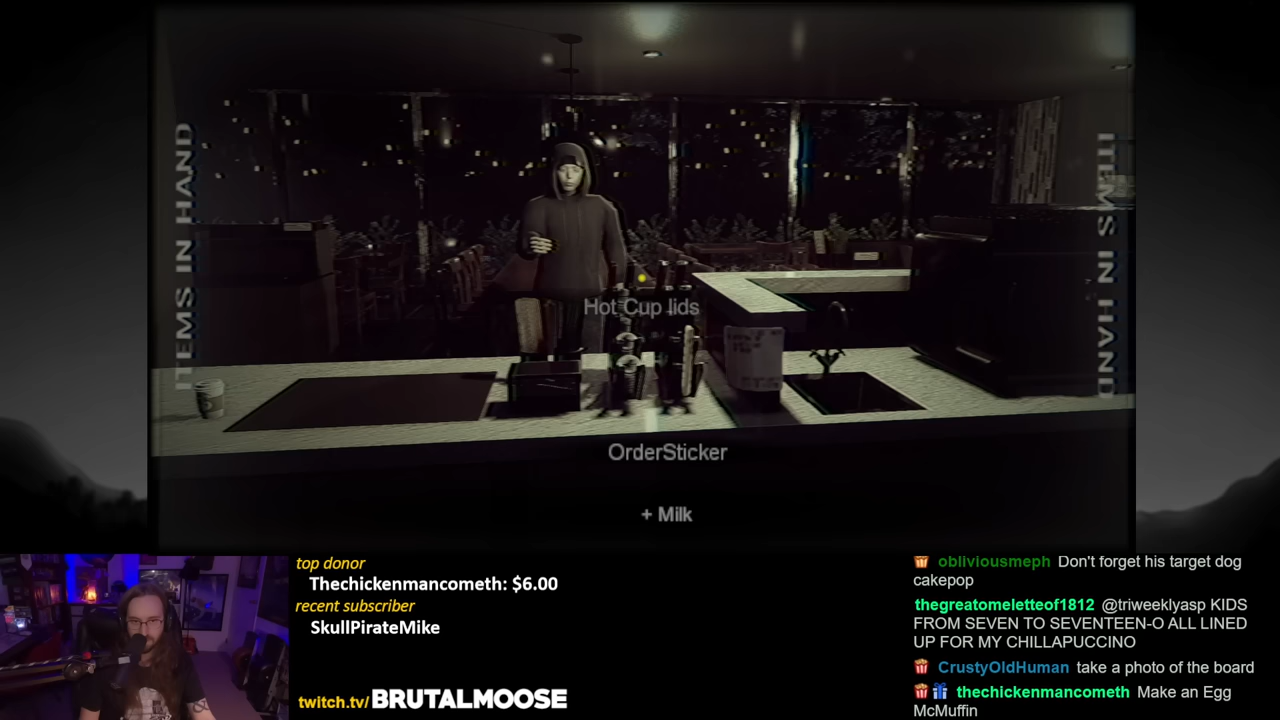 ITEMS IN HAND
ITEMS IN HAND
Hot Cup lids
OrderSticker
+ Milk
top donor
Thechickenmancometh: $6.00
recent subscriber
SkullPirateMike
twitch.tv/BRUTALMOOSE
obliviousmeph Don't forget his target dog
cakepop
thegreatomeletteof1812 @triweeklyasp KIDS
FROM SEVEN TO SEVENTEEN-O ALL LINED
UP FOR MY CHILLAPUCCINO
CrustyOldHuman take a photo of the board
thechickenmancometh Make an Egg
McMuffin